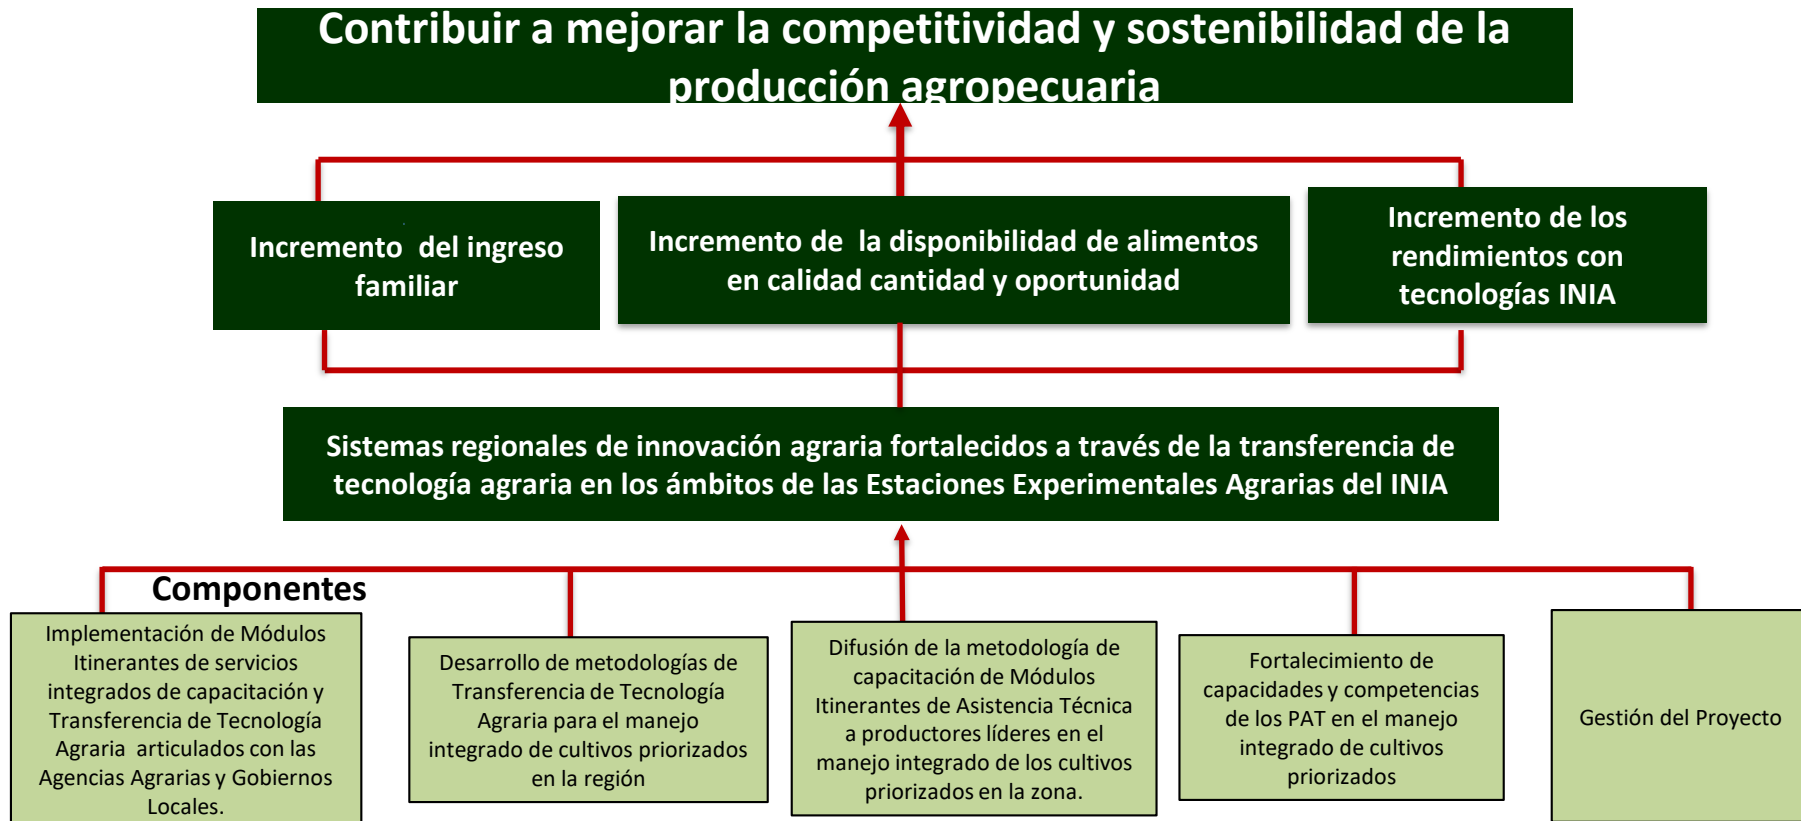 Contribuir a mejorar la competitividad y sostenibilidad de la
producción agropecuaria
Incremento  del ingreso
familiar
Incremento de  la disponibilidad de alimentos
en calidad cantidad y oportunidad
Incremento de los
rendimientos con
tecnologías INIA
Sistemas regionales de innovación agraria fortalecidos a través de la transferencia de
tecnología agraria en los ámbitos de las Estaciones Experimentales Agrarias del INIA
Componentes
Implementación de Módulos
Itinerantes de servicios
integrados de capacitación y
Transferencia de Tecnología
Agraria  articulados con las
Agencias Agrarias y Gobiernos
Locales.
Desarrollo de metodologías de
Transferencia de Tecnología
Agraria para el manejo
integrado de cultivos priorizados
en la región
Difusión de la metodología de
capacitación de Módulos
Itinerantes de Asistencia Técnica
a productores líderes en el
manejo integrado de los cultivos
priorizados en la zona.
Fortalecimiento de
capacidades y competencias
de los PAT en el manejo
integrado de cultivos
priorizados
Gestión del Proyecto